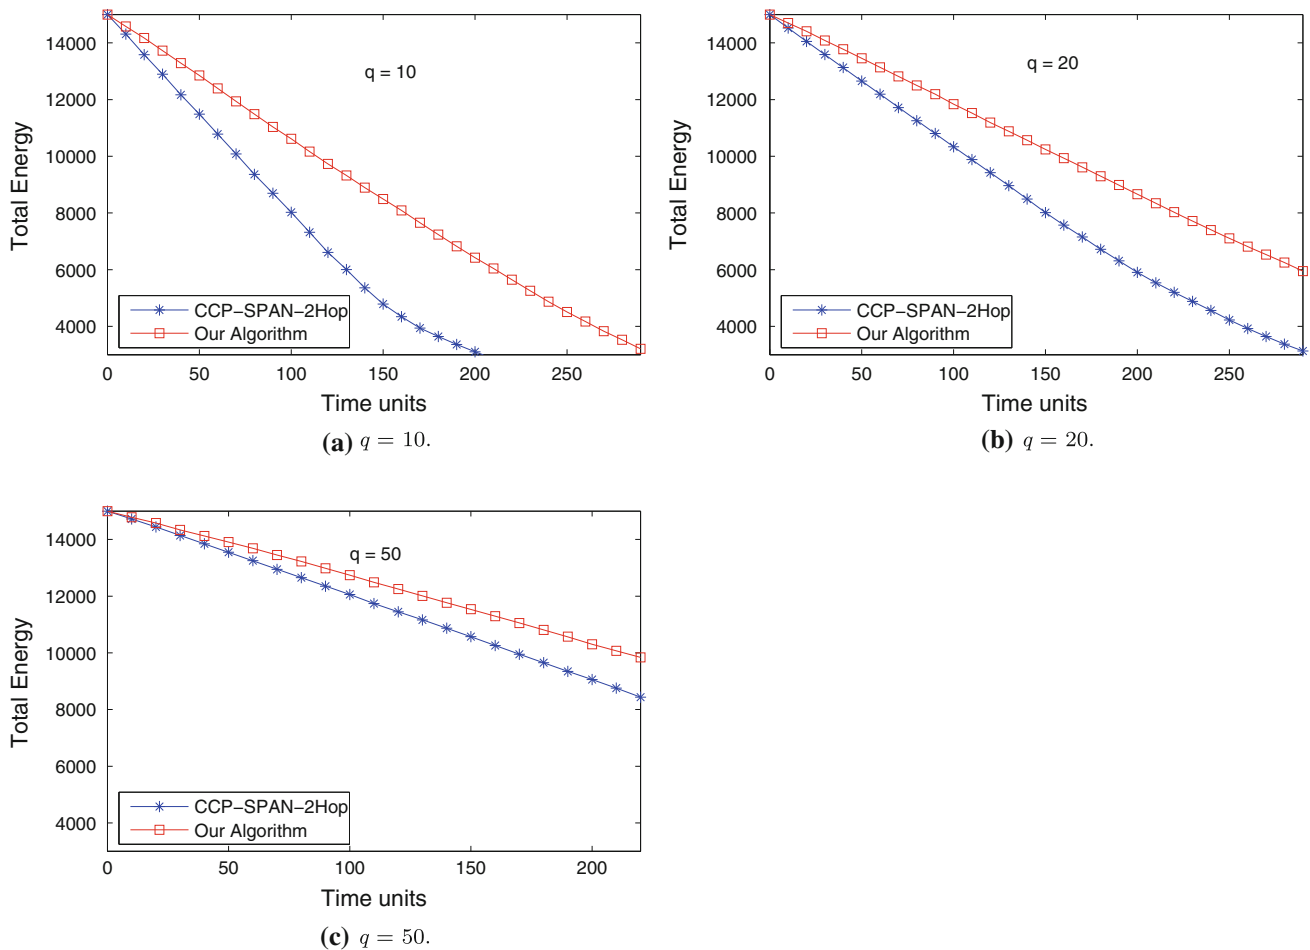 14000
12000
10000
8000
6000
4000
Total Energy
q = 10
CCP-SPAN-2Hop
Our Algorithm
0 50 100 150 200 250
Time units
(a) q = 10.
14000
12000
10000
8000
6000
4000
Total Energy
q = 20
CCP-SPAN-2Hop
Our Algorithm
0 50 100 150 200 250
Time units
(b) q = 20.
14000
12000
10000
8000
6000
4000
Total Energy
q = 50
CCP-SPAN-2Hop
Our Algorithm
0 50 100 150 200
Time units
(c) q = 50.